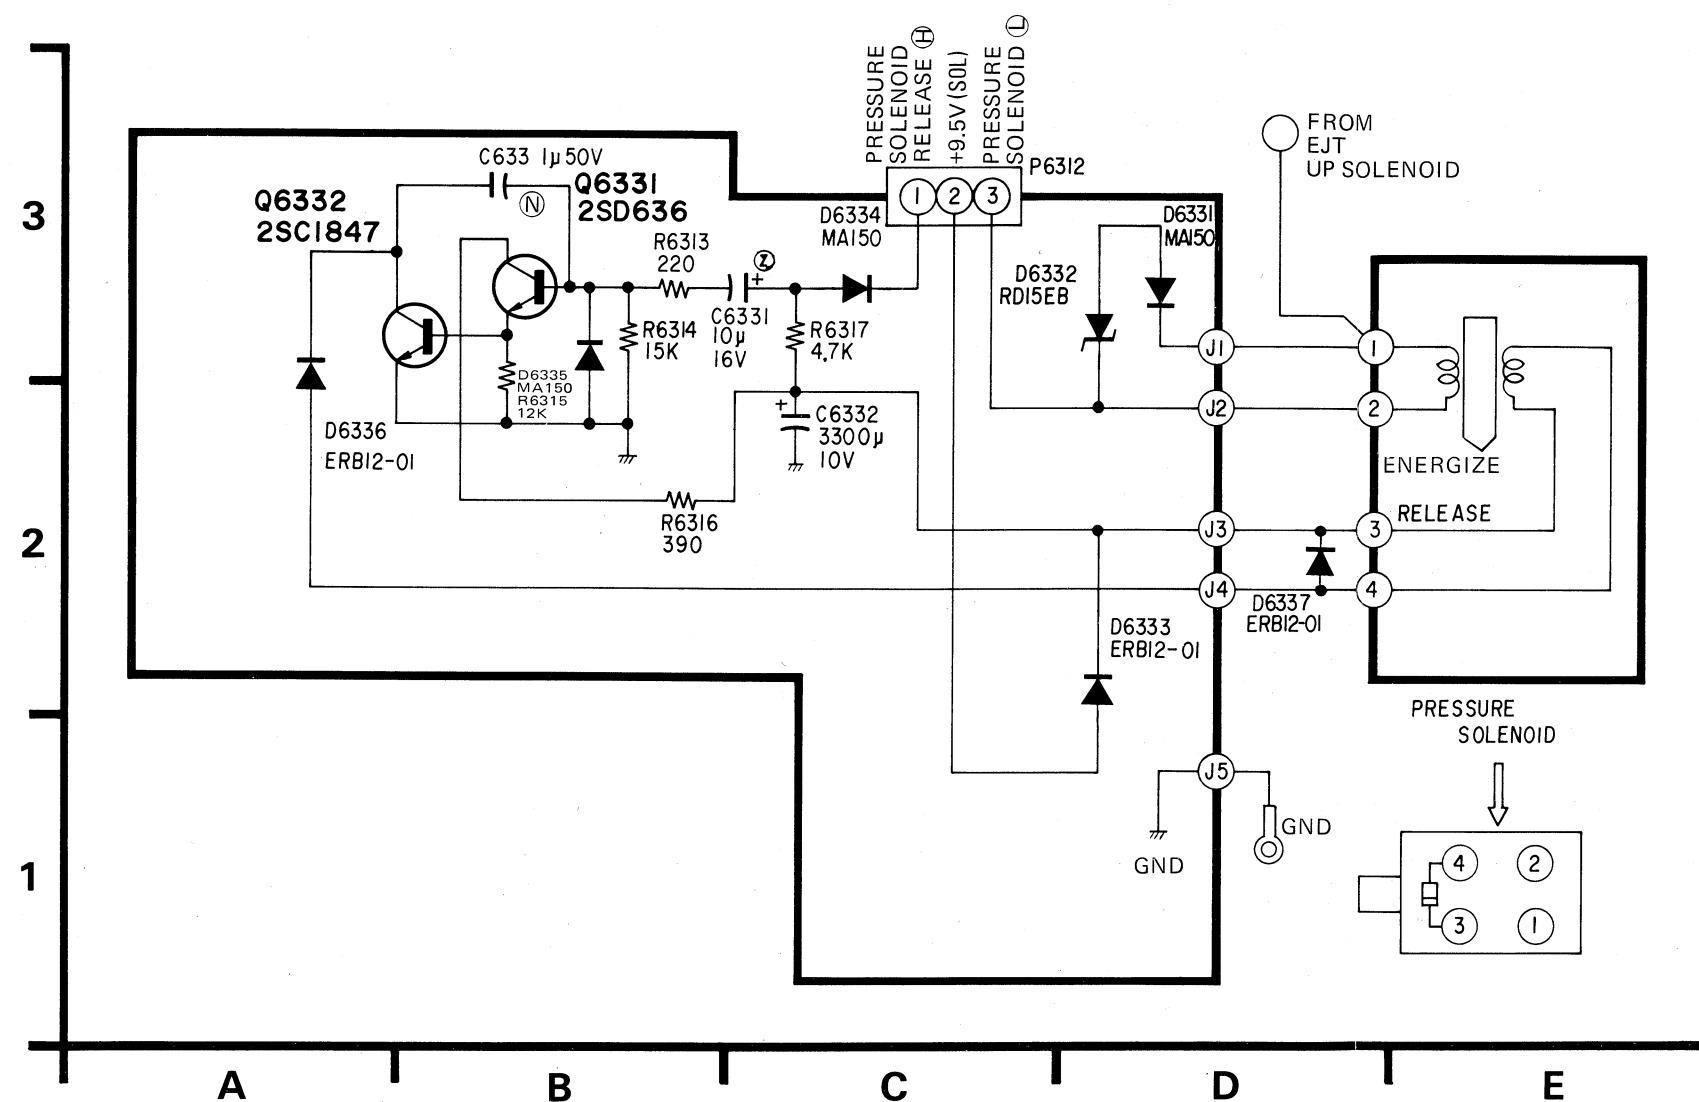 PRESSURE
SOLENOID
RELEASE Ⓗ
+9.5V(SOL)
PRESSURE
SOLENOID Ⓛ
P6312
1
2
3
FROM
EJT
UP SOLENOID
3
C633 1µ50V
Ⓝ
Q6331
2SD636
Q6332
2SC1847
R6313
220
+
C6331
10µ
16V
D6334
MA150
D6331
MA150
D6332
RD15EB
R6314
15K
R6317
4.7K
D6335
MA150
R6315
12K
+
C6332
3300µ
10V
D6336
ERB12-01
R6316
390
J1
J2
J3
J4
J5
1
2
3
4
ENERGIZE
RELEASE
2
D6337
ERB12-01
D6333
ERB12-01
PRESSURE
SOLENOID
GND
GND
4
2
3
1
1
A
B
C
D
E